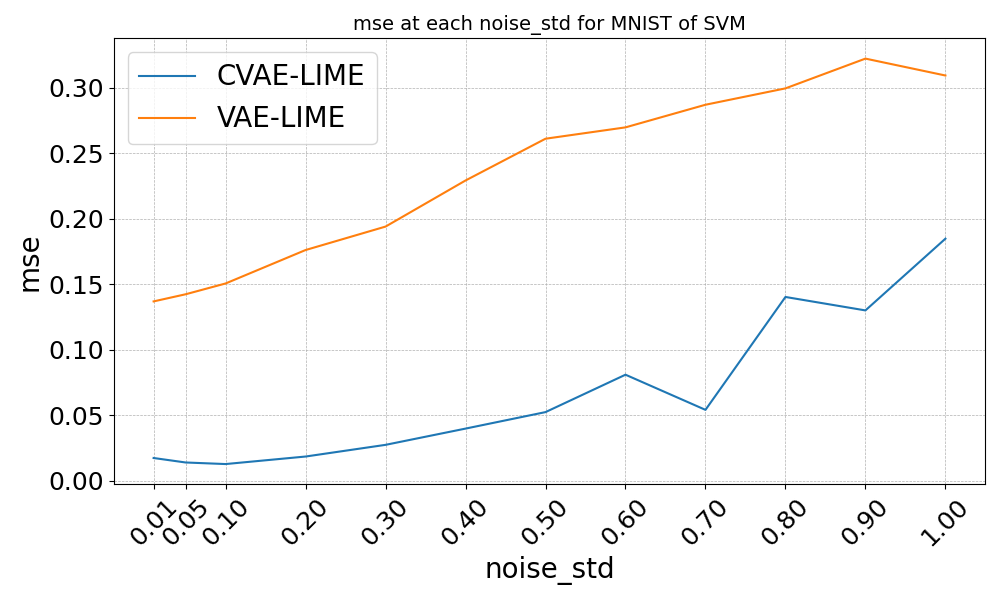 mse at each noise_std for MNIST of SVM
CVAE-LIME
VAE-LIME
mse
0.30
0.25
0.20
0.15
0.10
0.05
0.00
0.01 0.05 0.10 0.20 0.30 0.40 0.50 0.60 0.70 0.80 0.90 1.00
noise_std